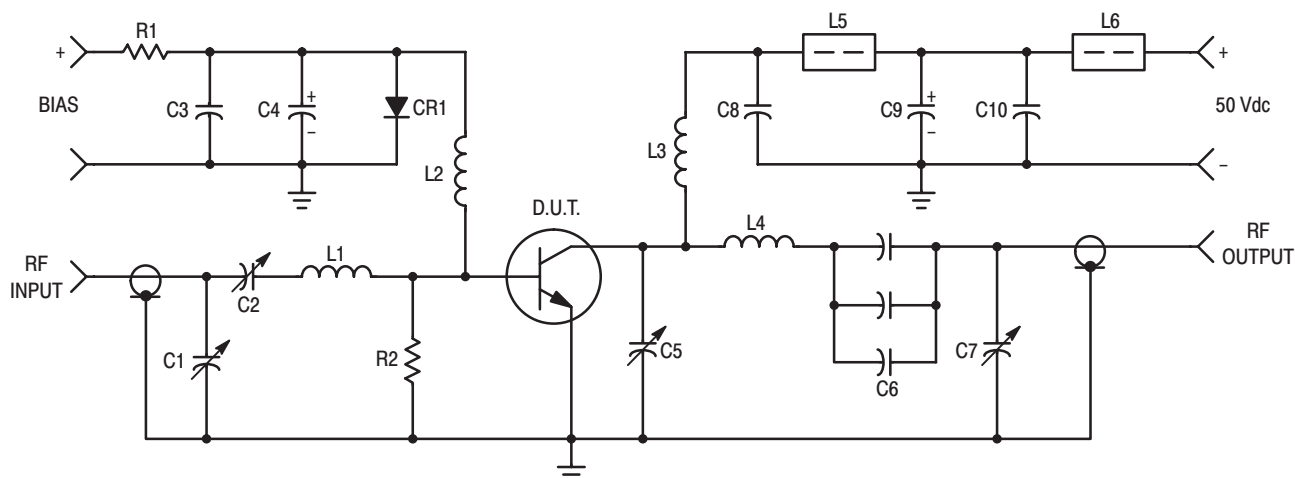 L5
L6
R1
+
+
BIAS
C3
C4
+
–
CR1
C8
C9
+
–
C10
50 Vdc
L2
L3
–
D.U.T.
RF
INPUT
L1
L4
RF
OUTPUT
C2
C1
R2
C5
C6
C7